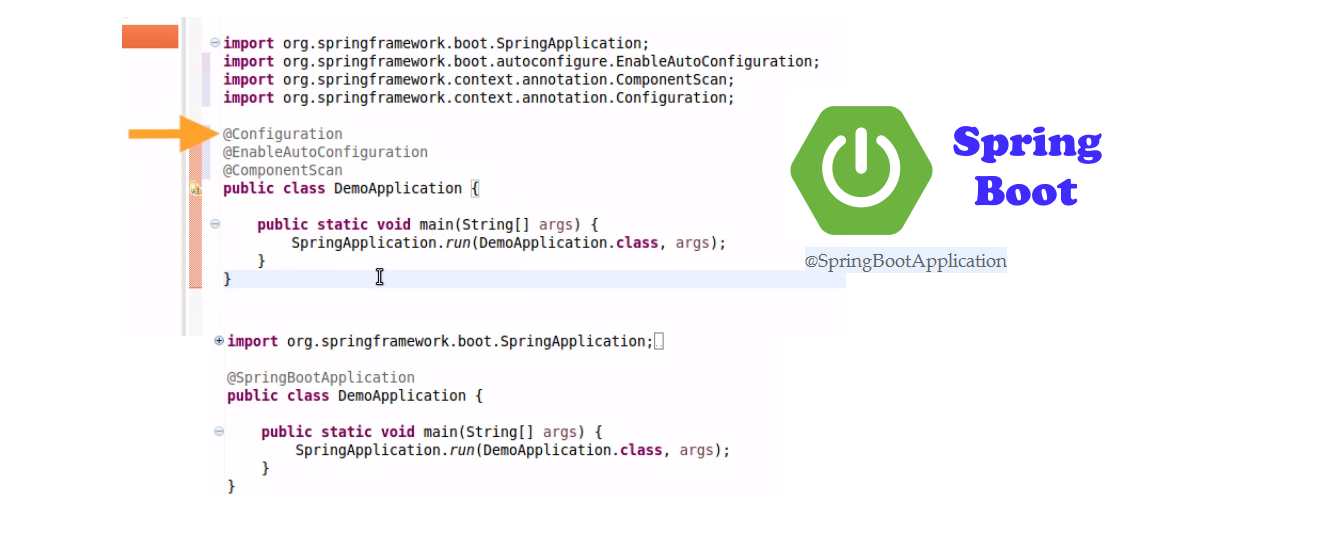 import org.springframework.boot.SpringApplication;
import org.springframework.boot.autoconfigure.EnableAutoConfiguration;
import org.springframework.context.annotation.ComponentScan;
import org.springframework.context.annotation.Configuration;
@Configuration
@EnableAutoConfiguration
@ComponentScan
public class DemoApplication {
public static void main(String[] args) {
SpringApplication.run(DemoApplication.class, args);
}
}
Spring
Boot
@SpringBootApplication
import org.springframework.boot.SpringApplication;
@SpringBootApplication
public class DemoApplication {
public static void main(String[] args) {
SpringApplication.run(DemoApplication.class, args);
}
}